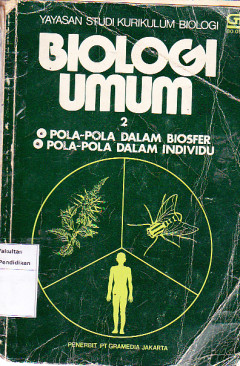 YAYASAN STUDI KURIKULUM BIOLOGI
BIOLOGI
UMUM
2
POLA-POLA DALAM BIOSFER
POLA-POLA DALAM INDIVIDU
Fakultas
Pendidikan
PENERBIT PT GRAMEDIA JAKARTA